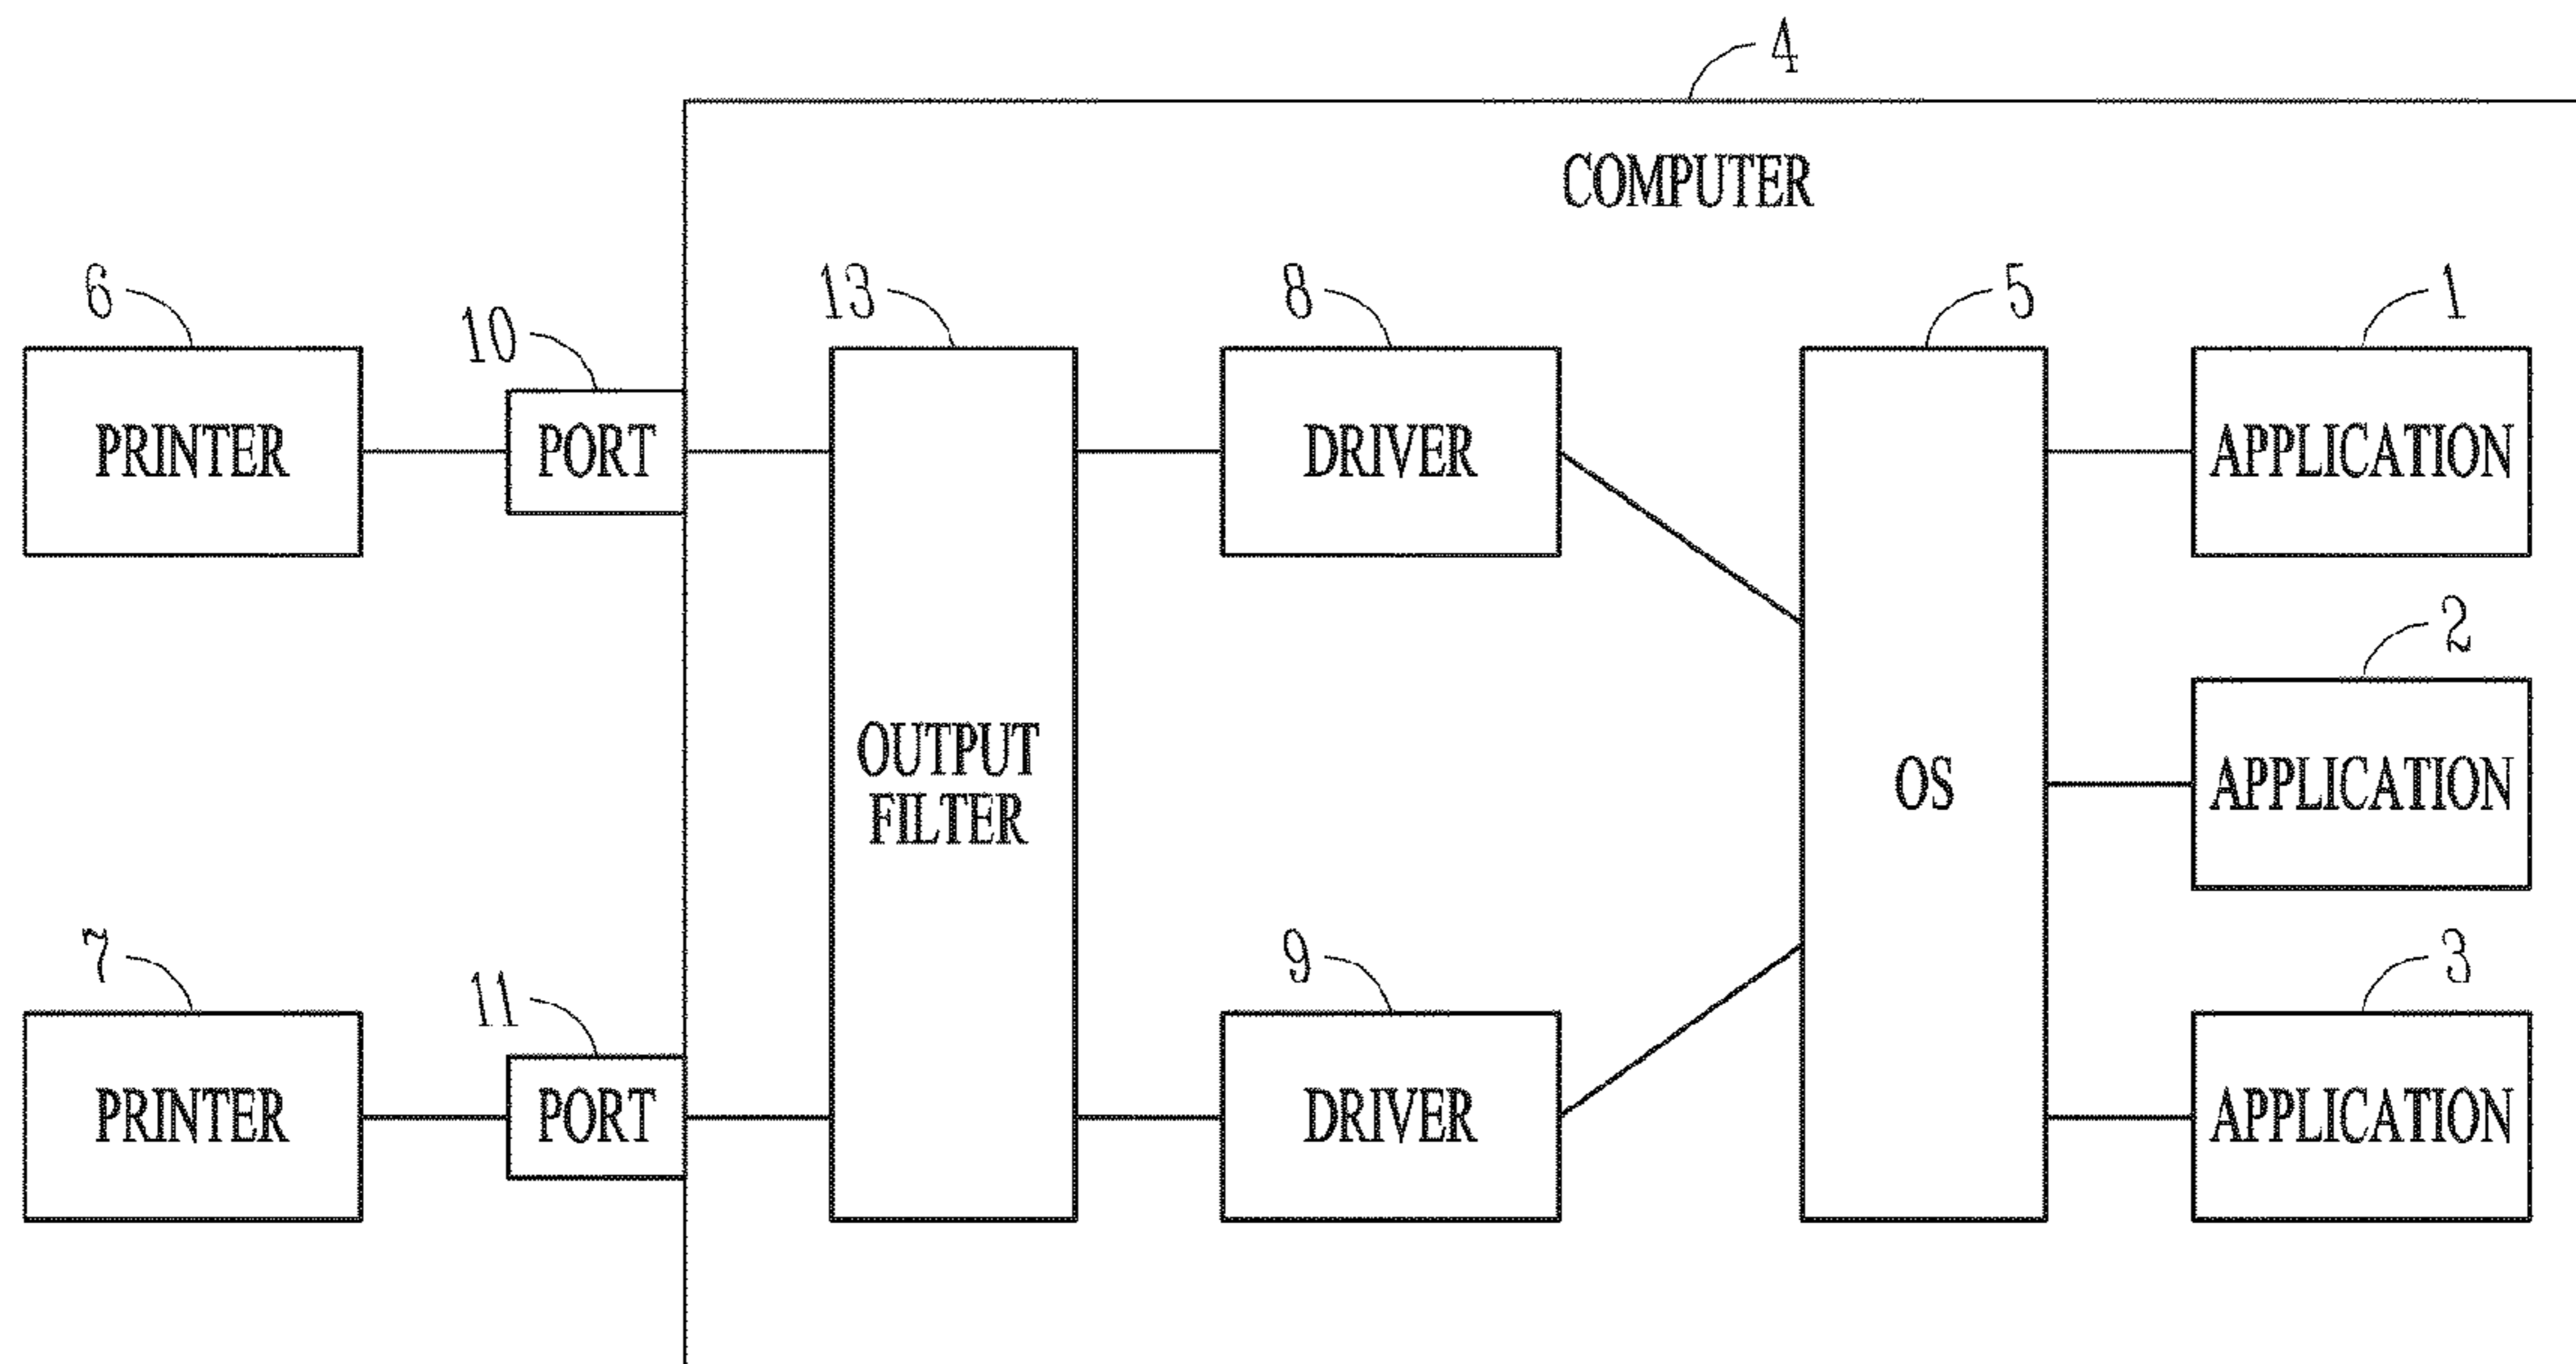 4
COMPUTER
6
10
13
8
5
1
PRINTER
PORT
DRIVER
APPLICATION
2
OUTPUT
FILTER
OS
APPLICATION
7
11
9
3
PRINTER
PORT
DRIVER
APPLICATION